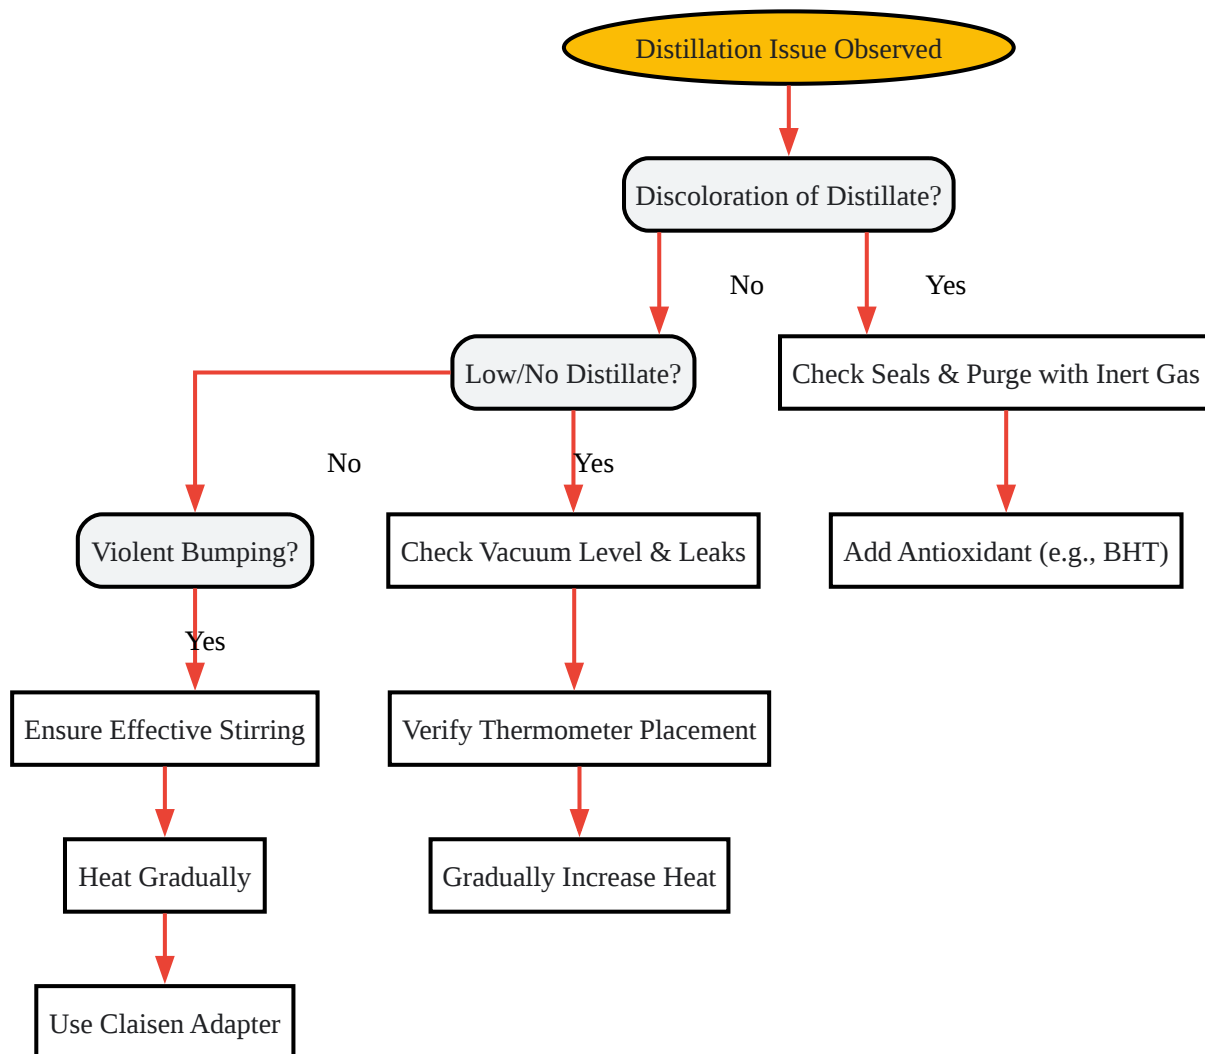 Distillation Issue Observed
Discoloration of Distillate?
No
Yes
Low/No Distillate?
Check Seals & Purge with Inert Gas
No
Yes
Violent Bumping?
Check Vacuum Level & Leaks
Add Antioxidant (e.g., BHT)
Yes
Ensure Effective Stirring
Verify Thermometer Placement
Heat Gradually
Gradually Increase Heat
Use Claisen Adapter